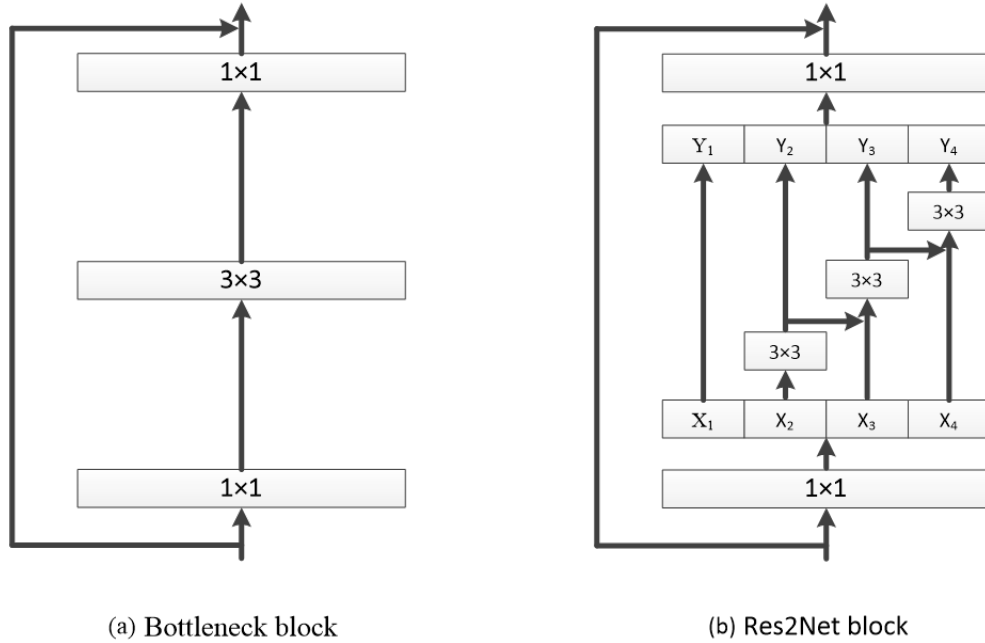 1×1
3×3
1×1
(a) Bottleneck block
1×1
Y₁ Y₂ Y₃ Y₄
3×3
3×3
3×3
X₁ X₂ X₃ X₄
1×1
(b) Res2Net block